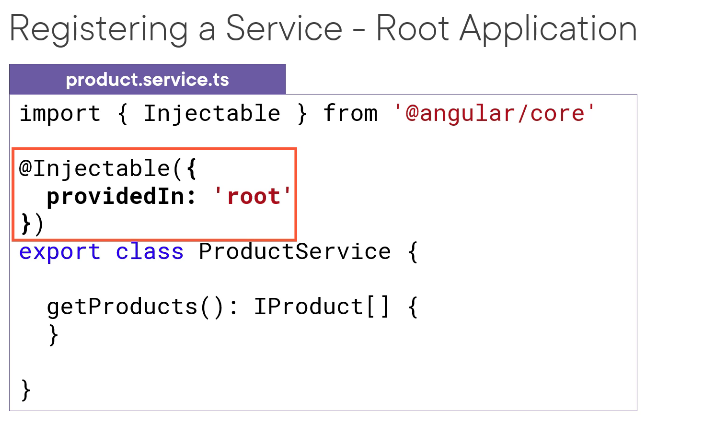 Registering a Service - Root Application
product.service.ts
import { Injectable } from '@angular/core'
@Injectable({
providedIn: 'root'
})
export class ProductService {
getProducts(): IProduct[] {
}
}